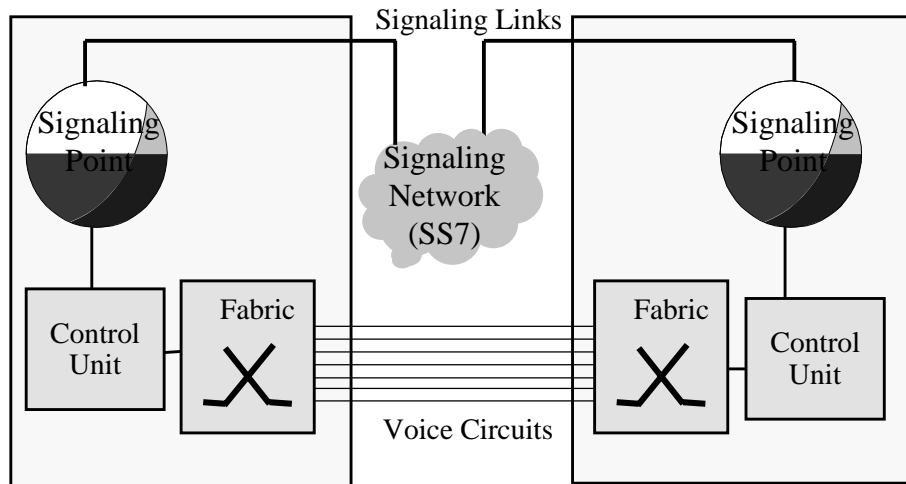 Signaling Links
Signaling
Point
Signaling
Network
(SS7)
Signaling
Point
Control
Unit
Fabric
Fabric
Control
Unit
Voice Circuits